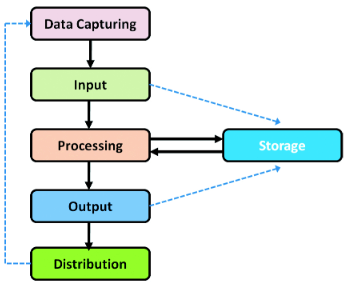 Data Capturing
Input
Processing
Storage
Output
Distribution